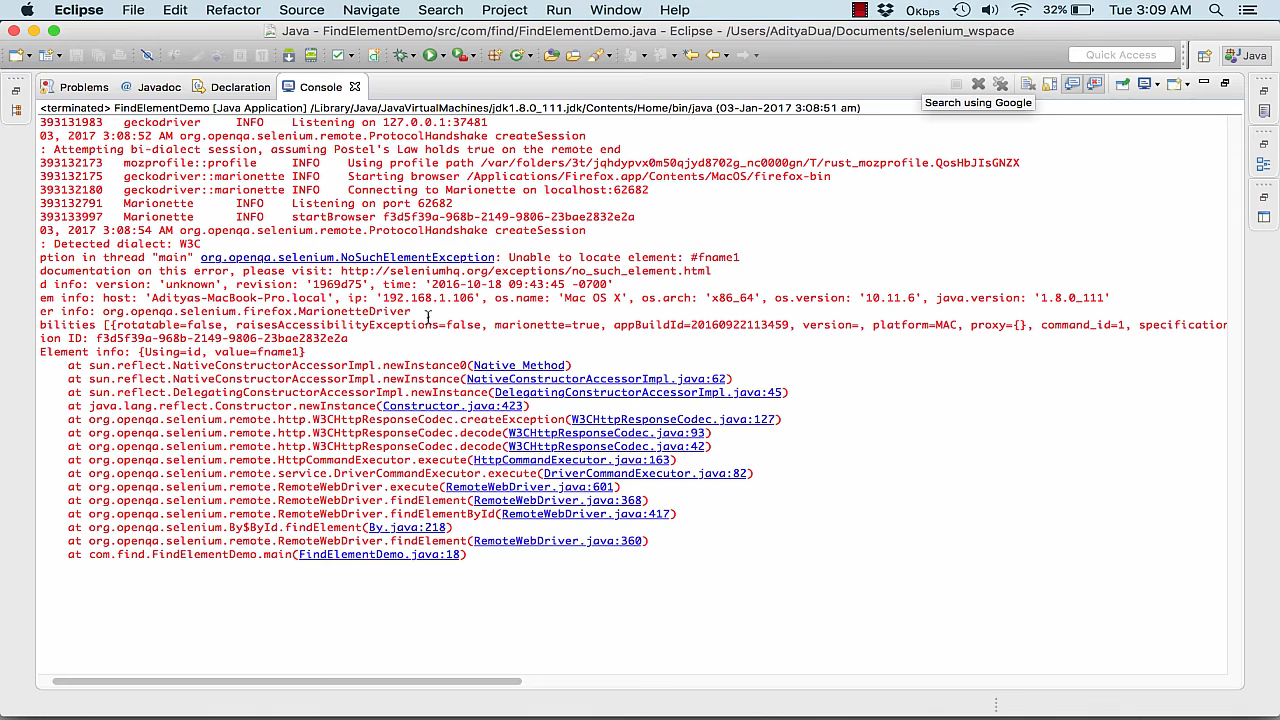 Eclipse File Edit Refactor Source Navigate Search Project Run Window Help 0Kbps 32% Tue 3:09 AM
Java - FindElementDemo/src/com/find/FindElementDemo.java - Eclipse - /Users/AdityaDua/Documents/selenium_wspace
Quick Access Java
Problems @ Javadoc Declaration Console
<terminated> FindElementDemo [Java Application] /Library/Java/JavaVirtualMachines/jdk1.8.0_111.jdk/Contents/Home/bin/java (03-Jan-2017 3:08:51 am)
Search using Google
393131983 geckodriver INFO Listening on 127.0.0.1:37481
03, 2017 3:08:52 AM org.openqa.selenium.remote.ProtocolHandshake createSession
: Attempting bi-dialect session, assuming Postel's Law holds true on the remote end
393132173 mozprofile::profile INFO Using profile path /var/folders/3t/jqhdypvx0m50qjyd8702g_nc0000gn/T/rust_mozprofile.QosHbJIsGNZX
393132175 geckodriver::marionette INFO Starting browser /Applications/Firefox.app/Contents/MacOS/firefox-bin
393132180 geckodriver::marionette INFO Connecting to Marionette on localhost:62682
393132791 Marionette INFO Listening on port 62682
393133997 Marionette INFO startBrowser f3d5f39a-968b-2149-9806-23bae2832e2a
03, 2017 3:08:54 AM org.openqa.selenium.remote.ProtocolHandshake createSession
: Detected dialect: W3C
ption in thread "main" org.openqa.selenium.NoSuchElementException: Unable to locate element: #fname1
documentation on this error, please visit: http://seleniumhq.org/exceptions/no_such_element.html
d info: version: 'unknown', revision: '1969d75', time: '2016-10-18 09:43:45 -0700'
em info: host: 'Adityas-MacBook-Pro.local', ip: '192.168.1.106', os.name: 'Mac OS X', os.arch: 'x86_64', os.version: '10.11.6', java.version: '1.8.0_111'
er info: org.openqa.selenium.firefox.MarionetteDriver
bilities [{rotatable=false, raisesAccessibilityExceptions=false, marionette=true, appBuildId=20160922113459, version=, platform=MAC, proxy={}, command_id=1, specification
ion ID: f3d5f39a-968b-2149-9806-23bae2832e2a
Element info: {Using=id, value=fname1}
at sun.reflect.NativeConstructorAccessorImpl.newInstance0(Native Method)
at sun.reflect.NativeConstructorAccessorImpl.newInstance(NativeConstructorAccessorImpl.java:62)
at sun.reflect.DelegatingConstructorAccessorImpl.newInstance(DelegatingConstructorAccessorImpl.java:45)
at java.lang.reflect.Constructor.newInstance(Constructor.java:423)
at org.openqa.selenium.remote.http.W3CHttpResponseCodec.createException(W3CHttpResponseCodec.java:127)
at org.openqa.selenium.remote.http.W3CHttpResponseCodec.decode(W3CHttpResponseCodec.java:93)
at org.openqa.selenium.remote.http.W3CHttpResponseCodec.decode(W3CHttpResponseCodec.java:42)
at org.openqa.selenium.remote.HttpCommandExecutor.execute(HttpCommandExecutor.java:163)
at org.openqa.selenium.remote.service.DriverCommandExecutor.execute(DriverCommandExecutor.java:82)
at org.openqa.selenium.remote.RemoteWebDriver.execute(RemoteWebDriver.java:601)
at org.openqa.selenium.remote.RemoteWebDriver.findElement(RemoteWebDriver.java:368)
at org.openqa.selenium.remote.RemoteWebDriver.findElementById(RemoteWebDriver.java:417)
at org.openqa.selenium.By$ById.findElement(By.java:218)
at org.openqa.selenium.remote.RemoteWebDriver.findElement(RemoteWebDriver.java:360)
at com.find.FindElementDemo.main(FindElementDemo.java:18)